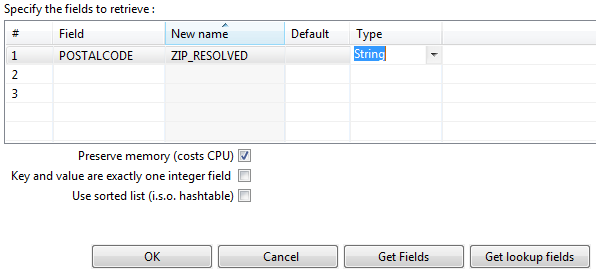 Specify the fields to retrieve :
# Field New name Default Type
1 POSTALCODE ZIP_RESOLVED String
2
3
Preserve memory (costs CPU)
Key and value are exactly one integer field
Use sorted list (i.s.o. hashtable)
OK Cancel Get Fields Get lookup fields